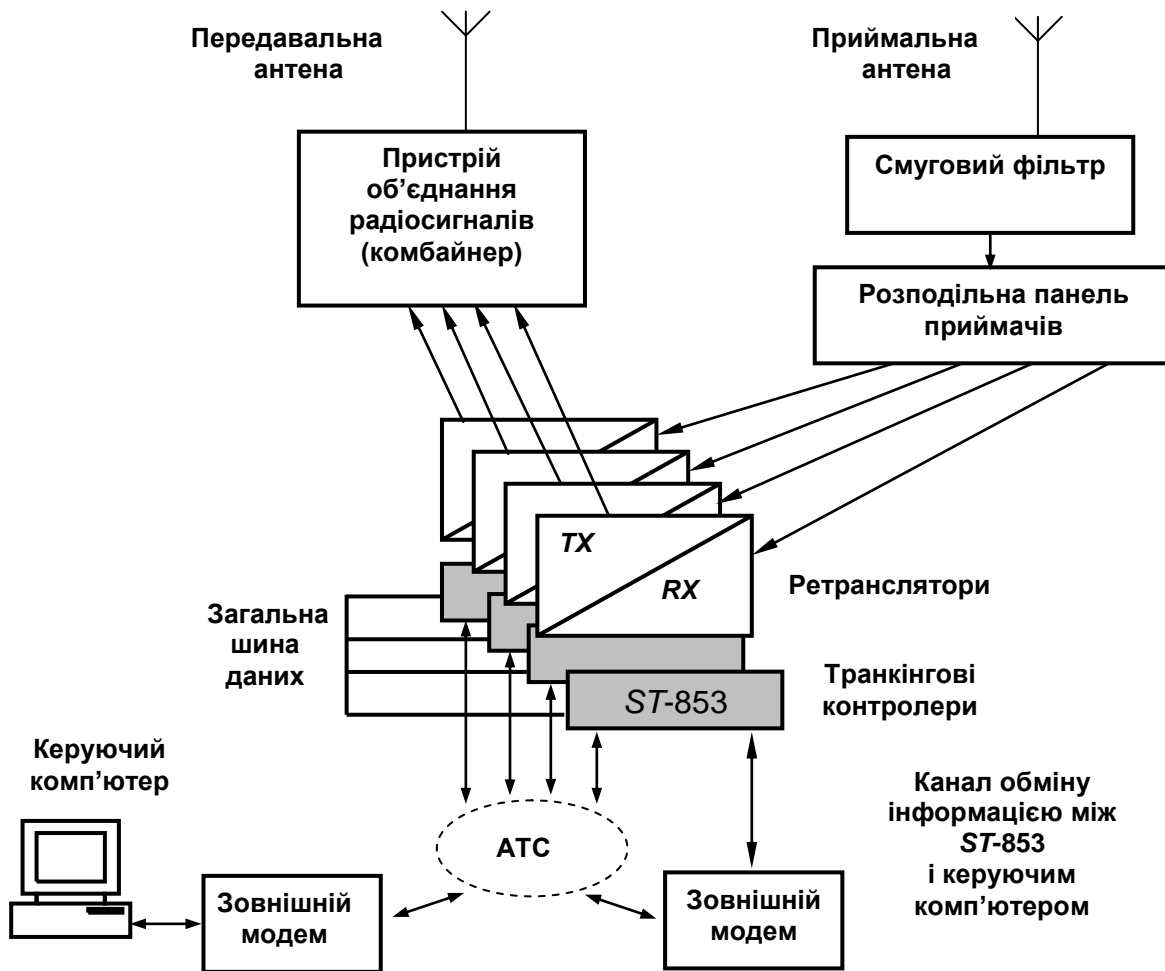 Передавальна
антена
Приймальна
антена
Пристрій
об’єднання
радіосигналів
(комбайнер)
Смуговий фільтр
Розподільна панель
приймачів
TX
RX
Ретранслятори
Загальна
шина
даних
Транкінгові
контролери
ST-853
Керуючий
комп’ютер
Канал обміну
інформацією між
ST-853
і керуючим
комп’ютером
АТС
Зовнішній
модем
Зовнішній
модем